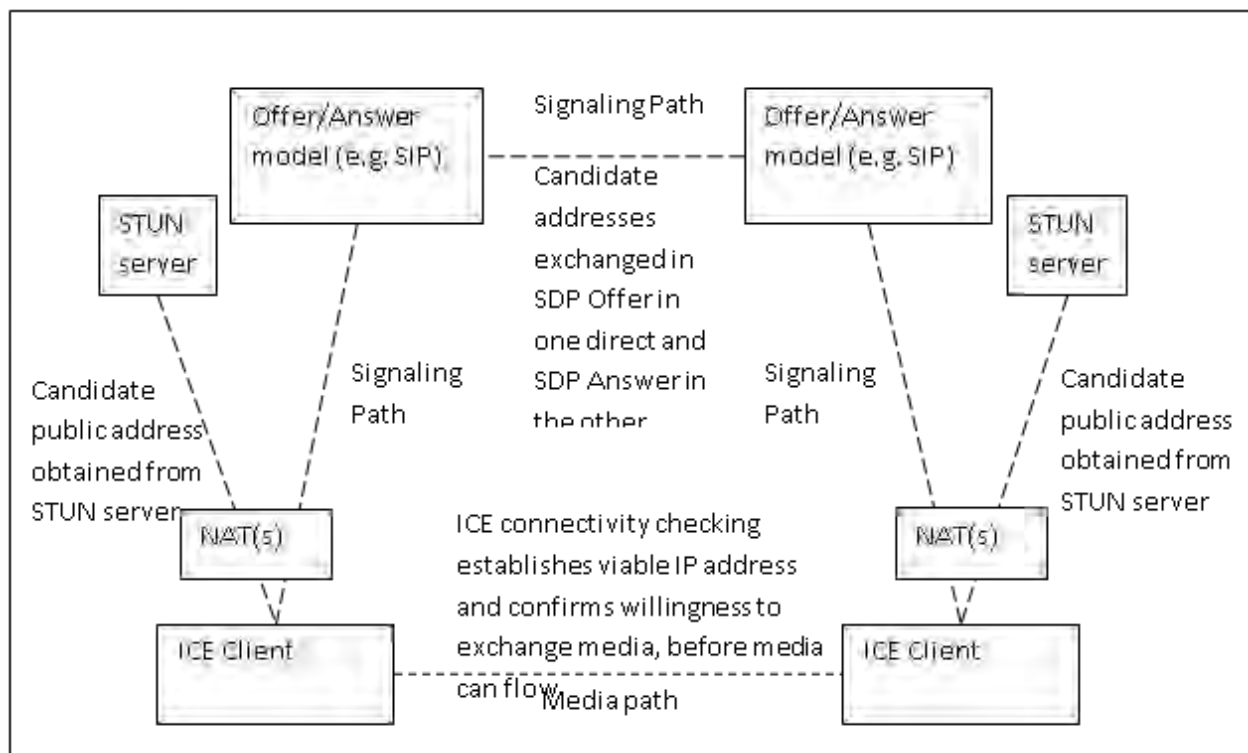 Offer/Answer
model (e.g. SIP)
Signaling Path
Offer/Answer
model (e.g. SIP)
STUN
server
Candidate
addresses
exchanged in
SDP Offer in
one direct and
SDP Answer in
the other
STUN
server
Signaling
Path
Signaling
Path
Candidate
public address
obtained from
STUN server
Candidate
public address
obtained from
STUN server
NAT(s)
ICE connectivity checking
establishes viable IP address
and confirms willingness to
exchange media, before media
can flow
NAT(s)
ICE Client
Media path
ICE Client